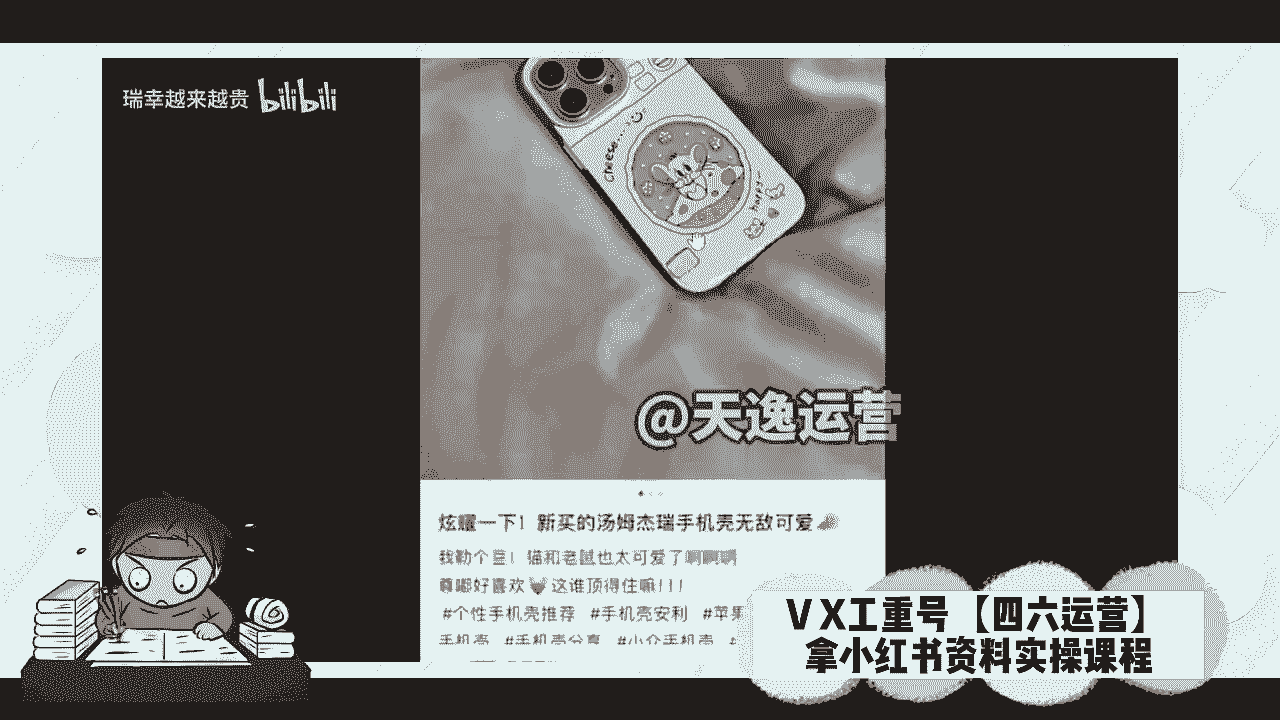 瑞幸越来越贵 bilibili
Cheese...
@天逸运营
炫耀一下！新买的汤姆杰瑞手机壳无敌可爱
我勒个豆！猫和老鼠也太可爱了啊啊啊
尊嘟好喜欢 这谁顶得住嘛！！！
#个性手机壳推荐 #手机壳安利 #苹果
手机壳 #手机壳分享 #小众手机壳
VX工重号【四六运营】
拿小红书资料实操课程